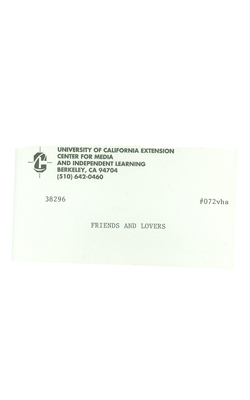 UNIVERSITY OF CALIFORNIA EXTENSION
CENTER FOR MEDIA
AND INDEPENDENT LEARNING
BERKELEY, CA 94704
(510) 642-0460
38296 #072vha
FRIENDS AND LOVERS